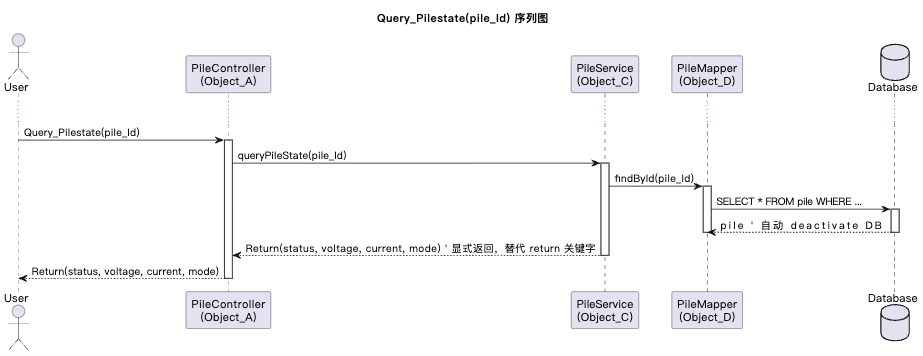 Query_Pilestate(pile_Id) 序列图
User
PileController
(Object_A)
PileService
(Object_C)
PileMapper
(Object_D)
Database
Query_Pilestate(pile_Id)
queryPileState(pile_Id)
findById(pile_Id)
SELECT * FROM pile WHERE ...
pile ' 自动 deactivate DB
Return(status, voltage, current, mode) ' 显式返回，替代 return 关键字
Return(status, voltage, current, mode)
User
PileController
(Object_A)
PileService
(Object_C)
PileMapper
(Object_D)
Database